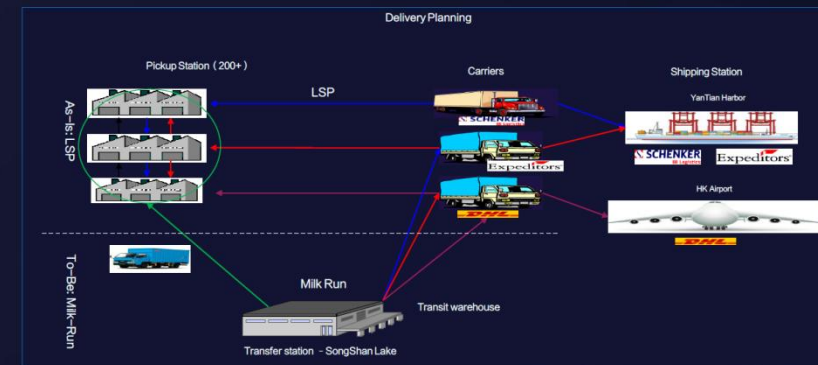 Delivery Planning
Pickup Station（200+）
Carriers
Shipping Station
LSP
YanTian Harbor
As-Is: LSP
SCHENKER
SCHENKER
Expeditors
Expeditors
HK Airport
DHL
DHL
To-Be: Milk-Run
Milk Run
Transit warehouse
Transfer station - SongShan Lake